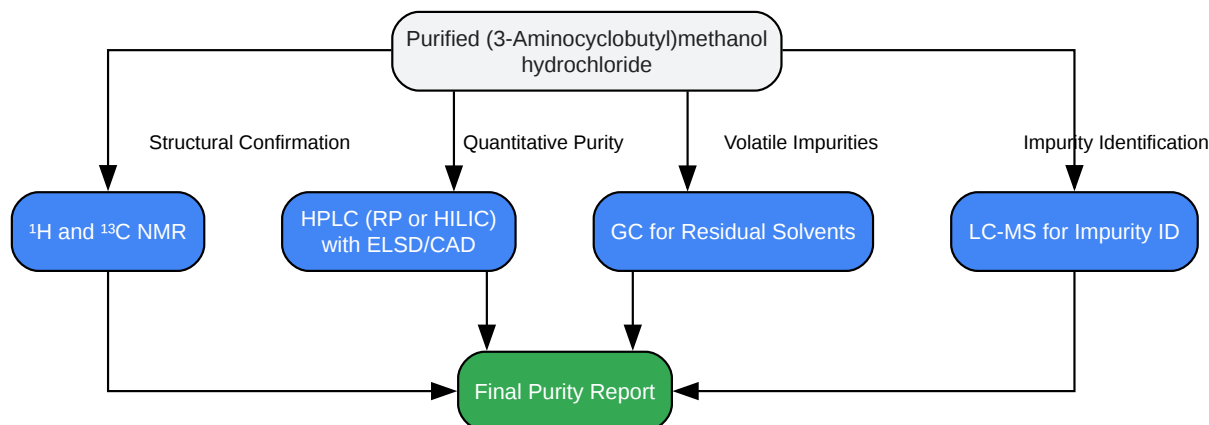 Purified (3-Aminocyclobutyl)methanol
hydrochloride
Structural Confirmation
Quantitative Purity
Volatile Impurities
Impurity Identification
¹H and ¹³C NMR
HPLC (RP or HILIC)
with ELSD/CAD
GC for Residual Solvents
LC-MS for Impurity ID
Final Purity Report